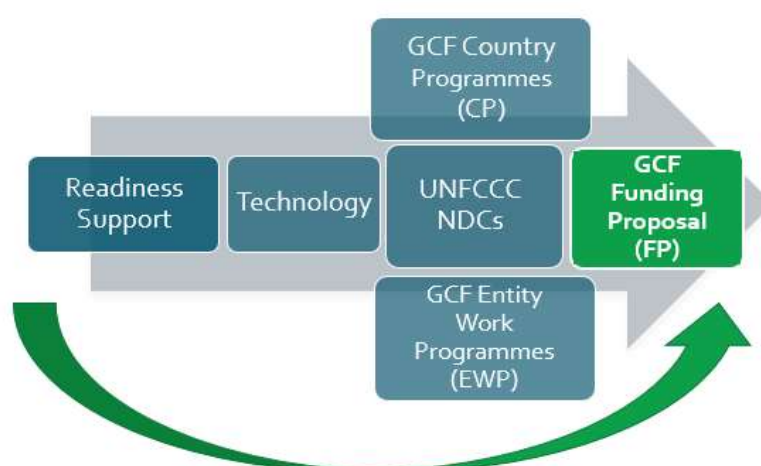 GCF Country
Programmes
(CP)
Readiness
Support
Technology
UNFCCC
NDCs
GCF
Funding
Proposal
(FP)
GCF Entity
Work
Programmes
(EWP)